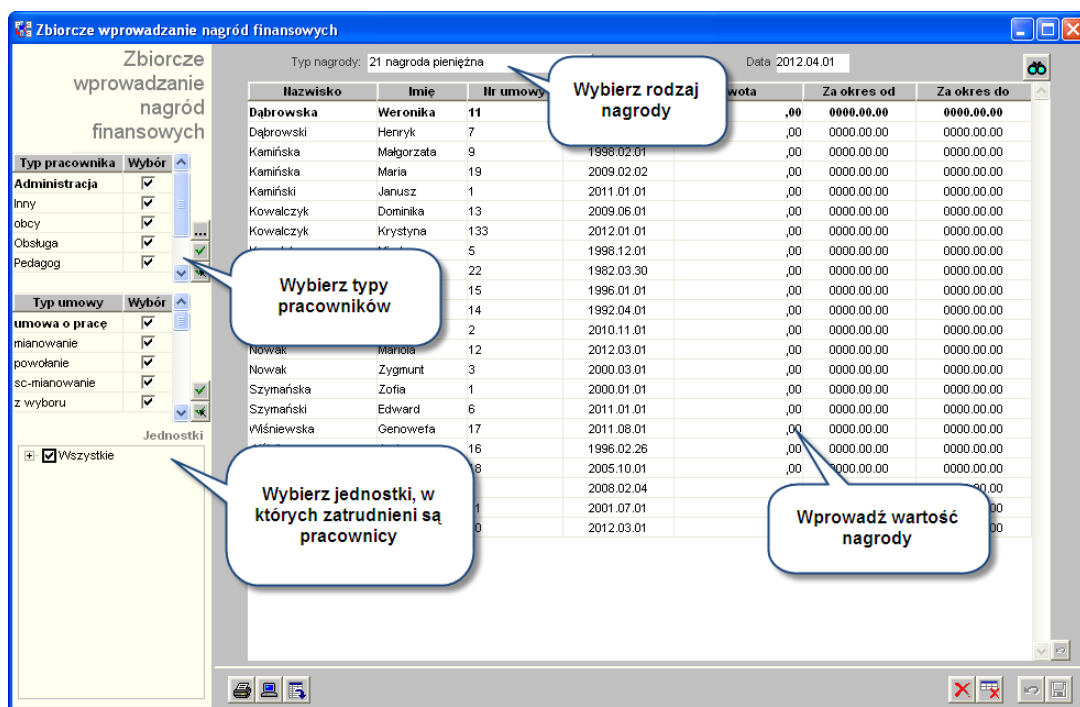 Zbiorcze wprowadzanie nagród finansowych
Zbiorcze
wprowadzanie
nagród
finansowych
Typ pracownika Wybór
Administracja
Inny
obcy
Obsługa
Pedagog
Typ umowy Wybór
umowa o pracę
mianowanie
powołanie
sc-mianowanie
z wyboru
Jednostki
Wszystkie
Typ nagrody: 21 nagroda pieniężna Data 2012.04.01
Nazwisko Imię Nr umowy Za okres od Za okres do
Dąbrowska Weronika 11 ,00 0000.00.00 0000.00.00
Dąbrowski Henryk 7 ,00 0000.00.00 0000.00.00
Kamińska Małgorzata 9 1998.02.01 ,00 0000.00.00 0000.00.00
Kamińska Maria 19 2009.02.02 ,00 0000.00.00 0000.00.00
Kamiński Janusz 1 2011.01.01 ,00 0000.00.00 0000.00.00
Kowalczyk Dominika 13 2009.06.01 ,00 0000.00.00 0000.00.00
Kowalczyk Krystyna 133 2012.01.01 ,00 0000.00.00 0000.00.00
5 1998.12.01 ,00 0000.00.00 0000.00.00
22 1982.03.30 ,00 0000.00.00 0000.00.00
15 1996.01.01 ,00 0000.00.00 0000.00.00
14 1992.04.01 ,00 0000.00.00 0000.00.00
2 2010.11.01 ,00 0000.00.00 0000.00.00
Nowak Mariola 12 2012.03.01 ,00 0000.00.00 0000.00.00
Nowak Zygmunt 3 2000.03.01 ,00 0000.00.00 0000.00.00
Szymańska Zofia 1 2000.01.01 ,00 0000.00.00 0000.00.00
Szymański Edward 6 2011.01.01 ,00 0000.00.00 0000.00.00
Wiśniewska Genowefa 17 2011.08.01 ,00 0000.00.00 0000.00.00
16 1996.02.26 ,00 0000.00.00 0000.00.00
18 2005.10.01 ,00 0000.00.00 0000.00.00
2008.02.04
2001.07.01
2012.03.01
Wybierz rodzaj
nagrody
Wybierz typy
pracowników
Wybierz jednostki, w
których zatrudnieni są
pracownicy
Wprowadź wartość
nagrody